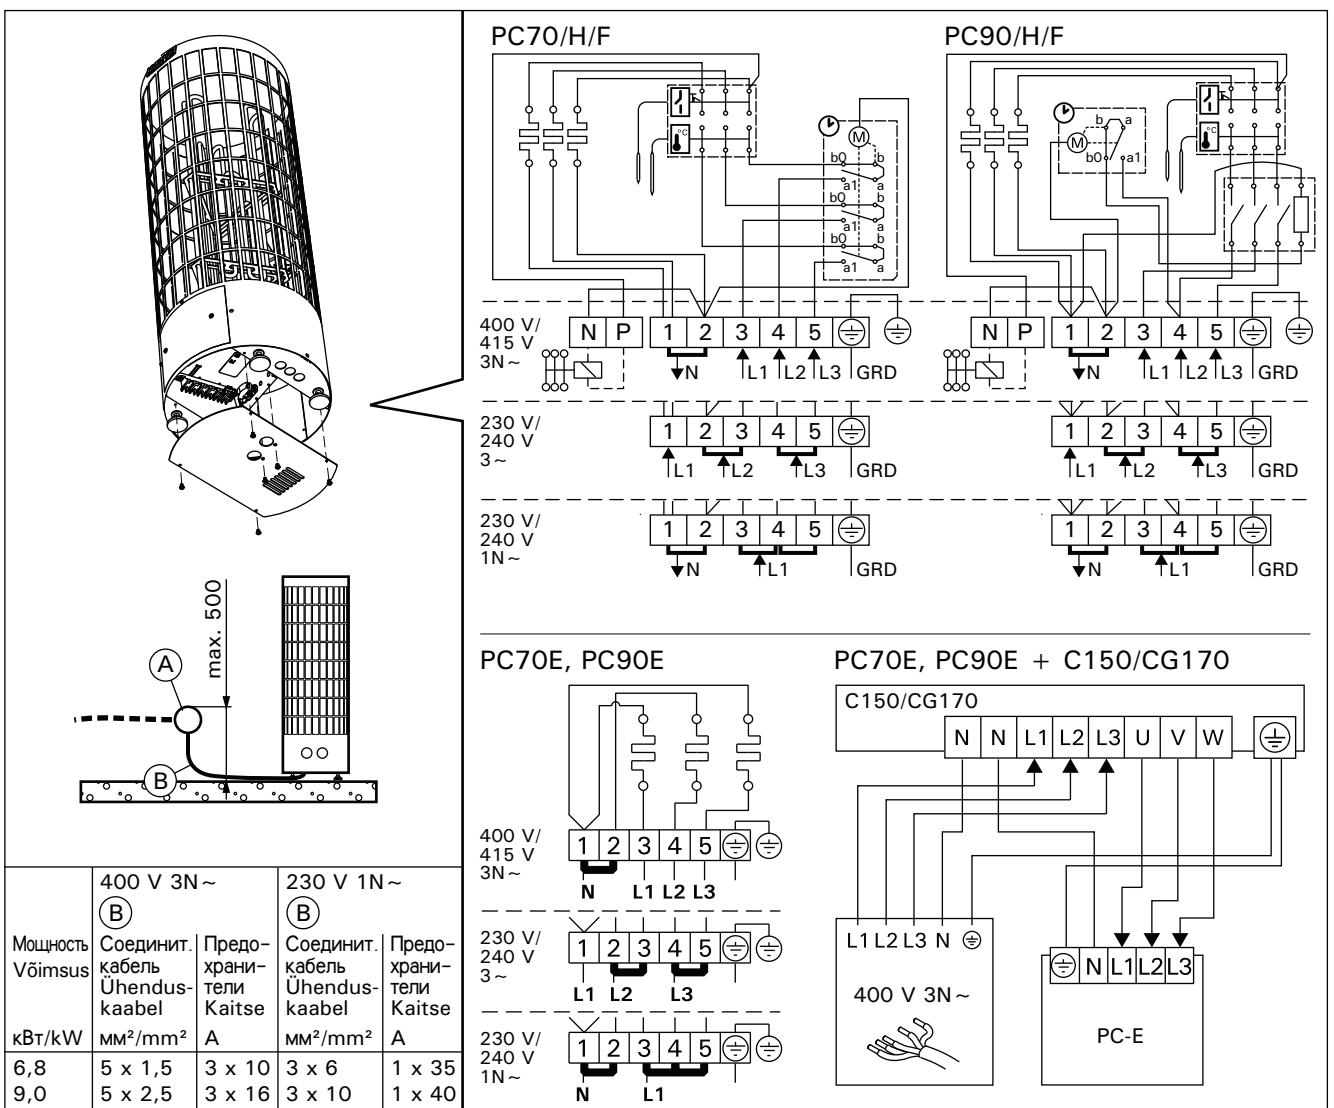 PC70/H/F
°C
M
b0 b
a1 a
b0 b
a1 a
b0 b
a1 a
400 V/
415 V
3N~
N P 1 2 3 4 5
N L1 L2 L3 GRD
230 V/
240 V
3~
1 2 3 4 5
L1 L2 L3 GRD
230 V/
240 V
1N~
1 2 3 4 5
N L1 GRD
PC90/H/F
°C
b a
M
b0 a1
N P 1 2 3 4 5
N L1 L2 L3 GRD
1 2 3 4 5
L1 L2 L3 GRD
1 2 3 4 5
N L1 GRD
max. 500
A
B
400 V 3N~ 230 V 1N~
B B
Мощность Соединит. Предо- Соединит. Предо-
Võimsus кабель храни- кабель храни-
Ühendus- тели Ühendus- тели
kaabel Kaitse kaabel Kaitse
кВт/kW мм²/mm² A мм²/mm² A
6,8 5 x 1,5 3 x 10 3 x 6 1 x 35
9,0 5 x 2,5 3 x 16 3 x 10 1 x 40
PC70E, PC90E
400 V/
415 V
3N~
1 2 3 4 5
N L1 L2 L3
230 V/
240 V
3~
1 2 3 4 5
L1 L2 L3
230 V/
240 V
1N~
1 2 3 4 5
N L1
PC70E, PC90E + C150/CG170
C150/CG170
N N L1 L2 L3 U V W
L1 L2 L3 N
400 V 3N~
N L1 L2 L3
PC-E